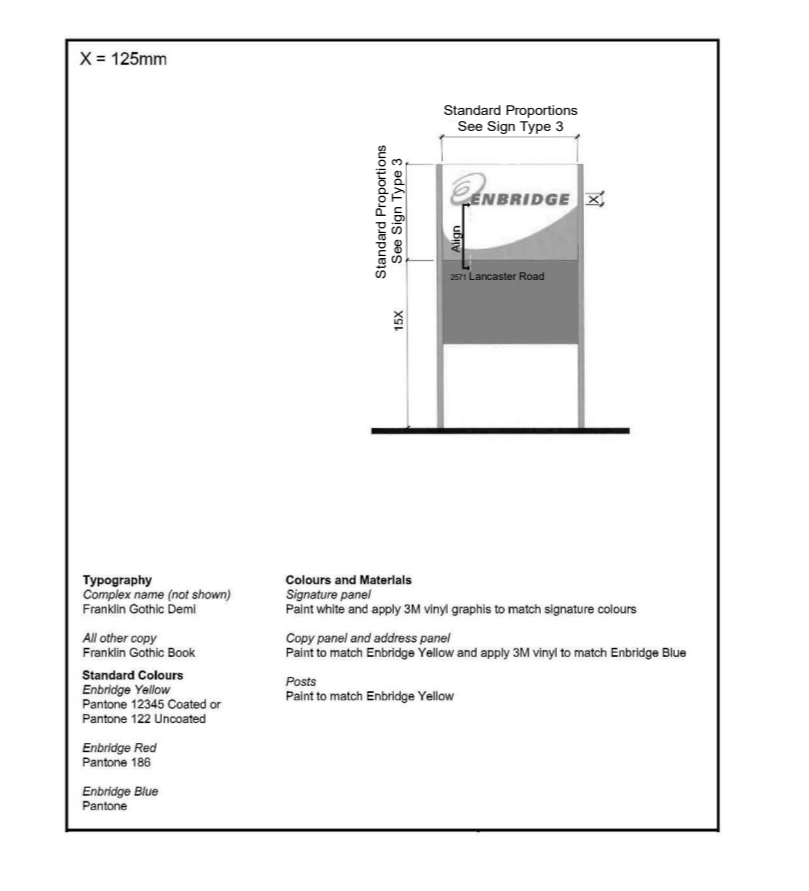 X = 125mm
Standard Proportions
See Sign Type 3
Standard Proportions
See Sign Type 3
ENBRIDGE
X
Align
2571 Lancaster Road
15X
Typography
Complex name (not shown)
Franklin Gothic Demi
All other copy
Franklin Gothic Book
Standard Colours
Enbridge Yellow
Pantone 12345 Coated or
Pantone 122 Uncoated
Enbridge Red
Pantone 186
Enbridge Blue
Pantone
Colours and Materials
Signature panel
Paint white and apply 3M vinyl graphis to match signature colours
Copy panel and address panel
Paint to match Enbridge Yellow and apply 3M vinyl to match Enbridge Blue
Posts
Paint to match Enbridge Yellow